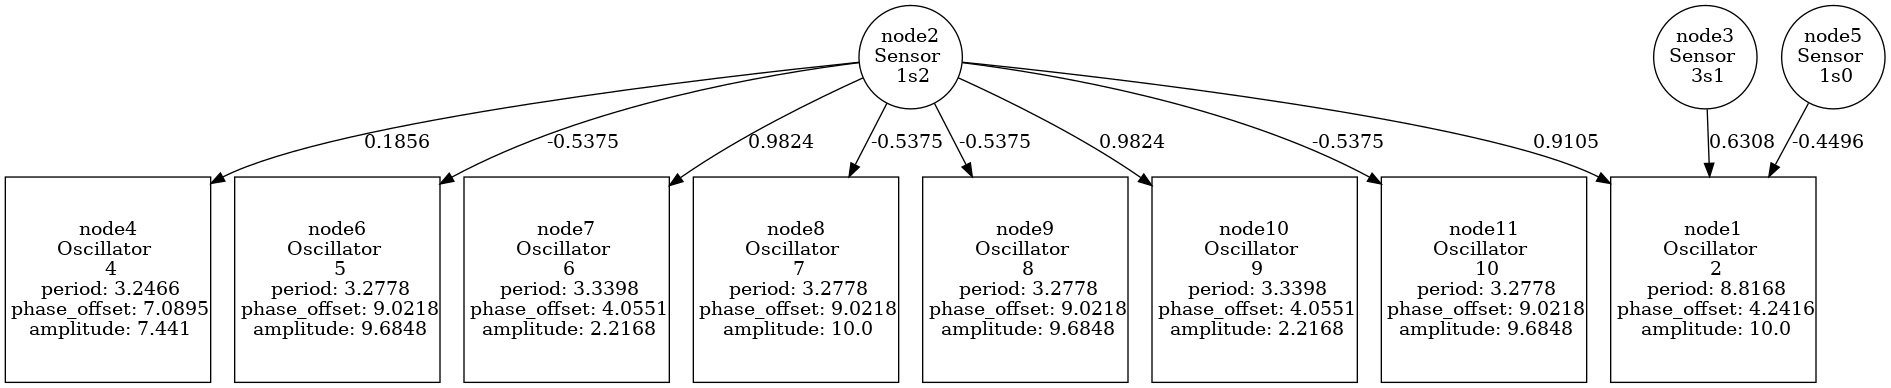 node2
Sensor
1s2
node3
Sensor
3s1
node5
Sensor
1s0
0.1856
-0.5375
0.9824
-0.5375
-0.5375
0.9824
-0.5375
0.9105
0.6308
-0.4496
node4
Oscillator
4
period: 3.2466
phase_offset: 7.0895
amplitude: 7.441
node6
Oscillator
5
period: 3.2778
phase_offset: 9.0218
amplitude: 9.6848
node7
Oscillator
6
period: 3.3398
phase_offset: 4.0551
amplitude: 2.2168
node8
Oscillator
7
period: 3.2778
phase_offset: 9.0218
amplitude: 10.0
node9
Oscillator
8
period: 3.2778
phase_offset: 9.0218
amplitude: 9.6848
node10
Oscillator
9
period: 3.3398
phase_offset: 4.0551
amplitude: 2.2168
node11
Oscillator
10
period: 3.2778
phase_offset: 9.0218
amplitude: 9.6848
node1
Oscillator
2
period: 8.8168
phase_offset: 4.2416
amplitude: 10.0